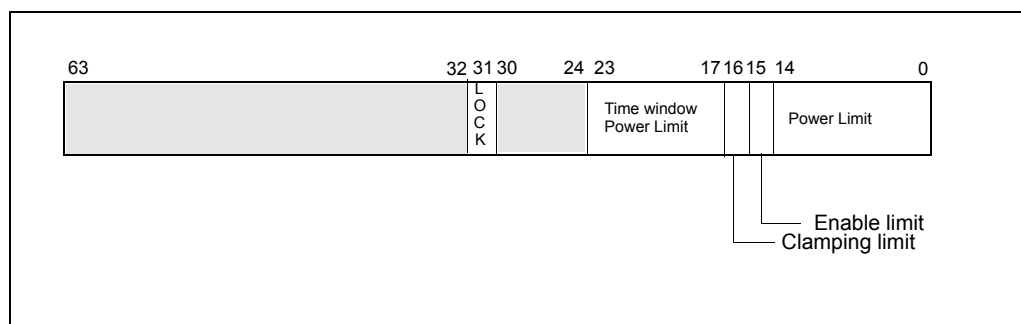 63 32 31 30 24 23 17 16 15 14 0
L
O
C
K
Time window
Power Limit
Power Limit
Enable limit
Clamping limit